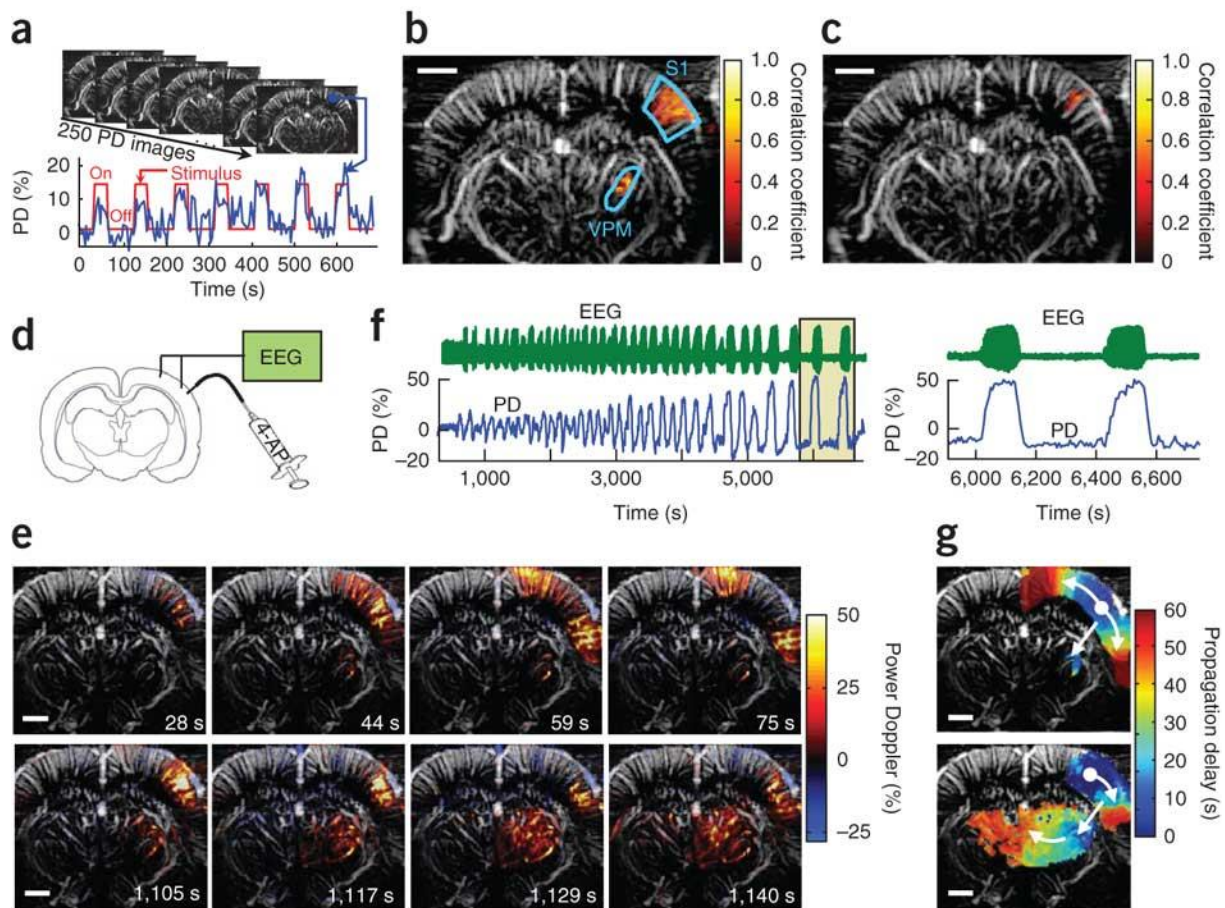 a
250 PD images
. . .
PD (%)
20
10
0
On
Off
Stimulus
0 100 200 300 400 500 600
Time (s)
b
S1
VPM
1.0
0.8
0.6
0.4
0.2
0
Correlation coefficient
c
1.0
0.8
0.6
0.4
0.2
0
Correlation coefficient
d
EEG
4-AP
f
EEG
PD (%)
50
0
–20
PD
1,000 3,000 5,000
Time (s)
EEG
PD (%)
50
0
–20
PD
6,000 6,200 6,400 6,600
Time (s)
e
28 s
44 s
59 s
75 s
1,105 s
1,117 s
1,129 s
1,140 s
50
25
0
–25
Power Doppler (%)
g
60
50
40
30
20
10
0
Propagation delay (s)